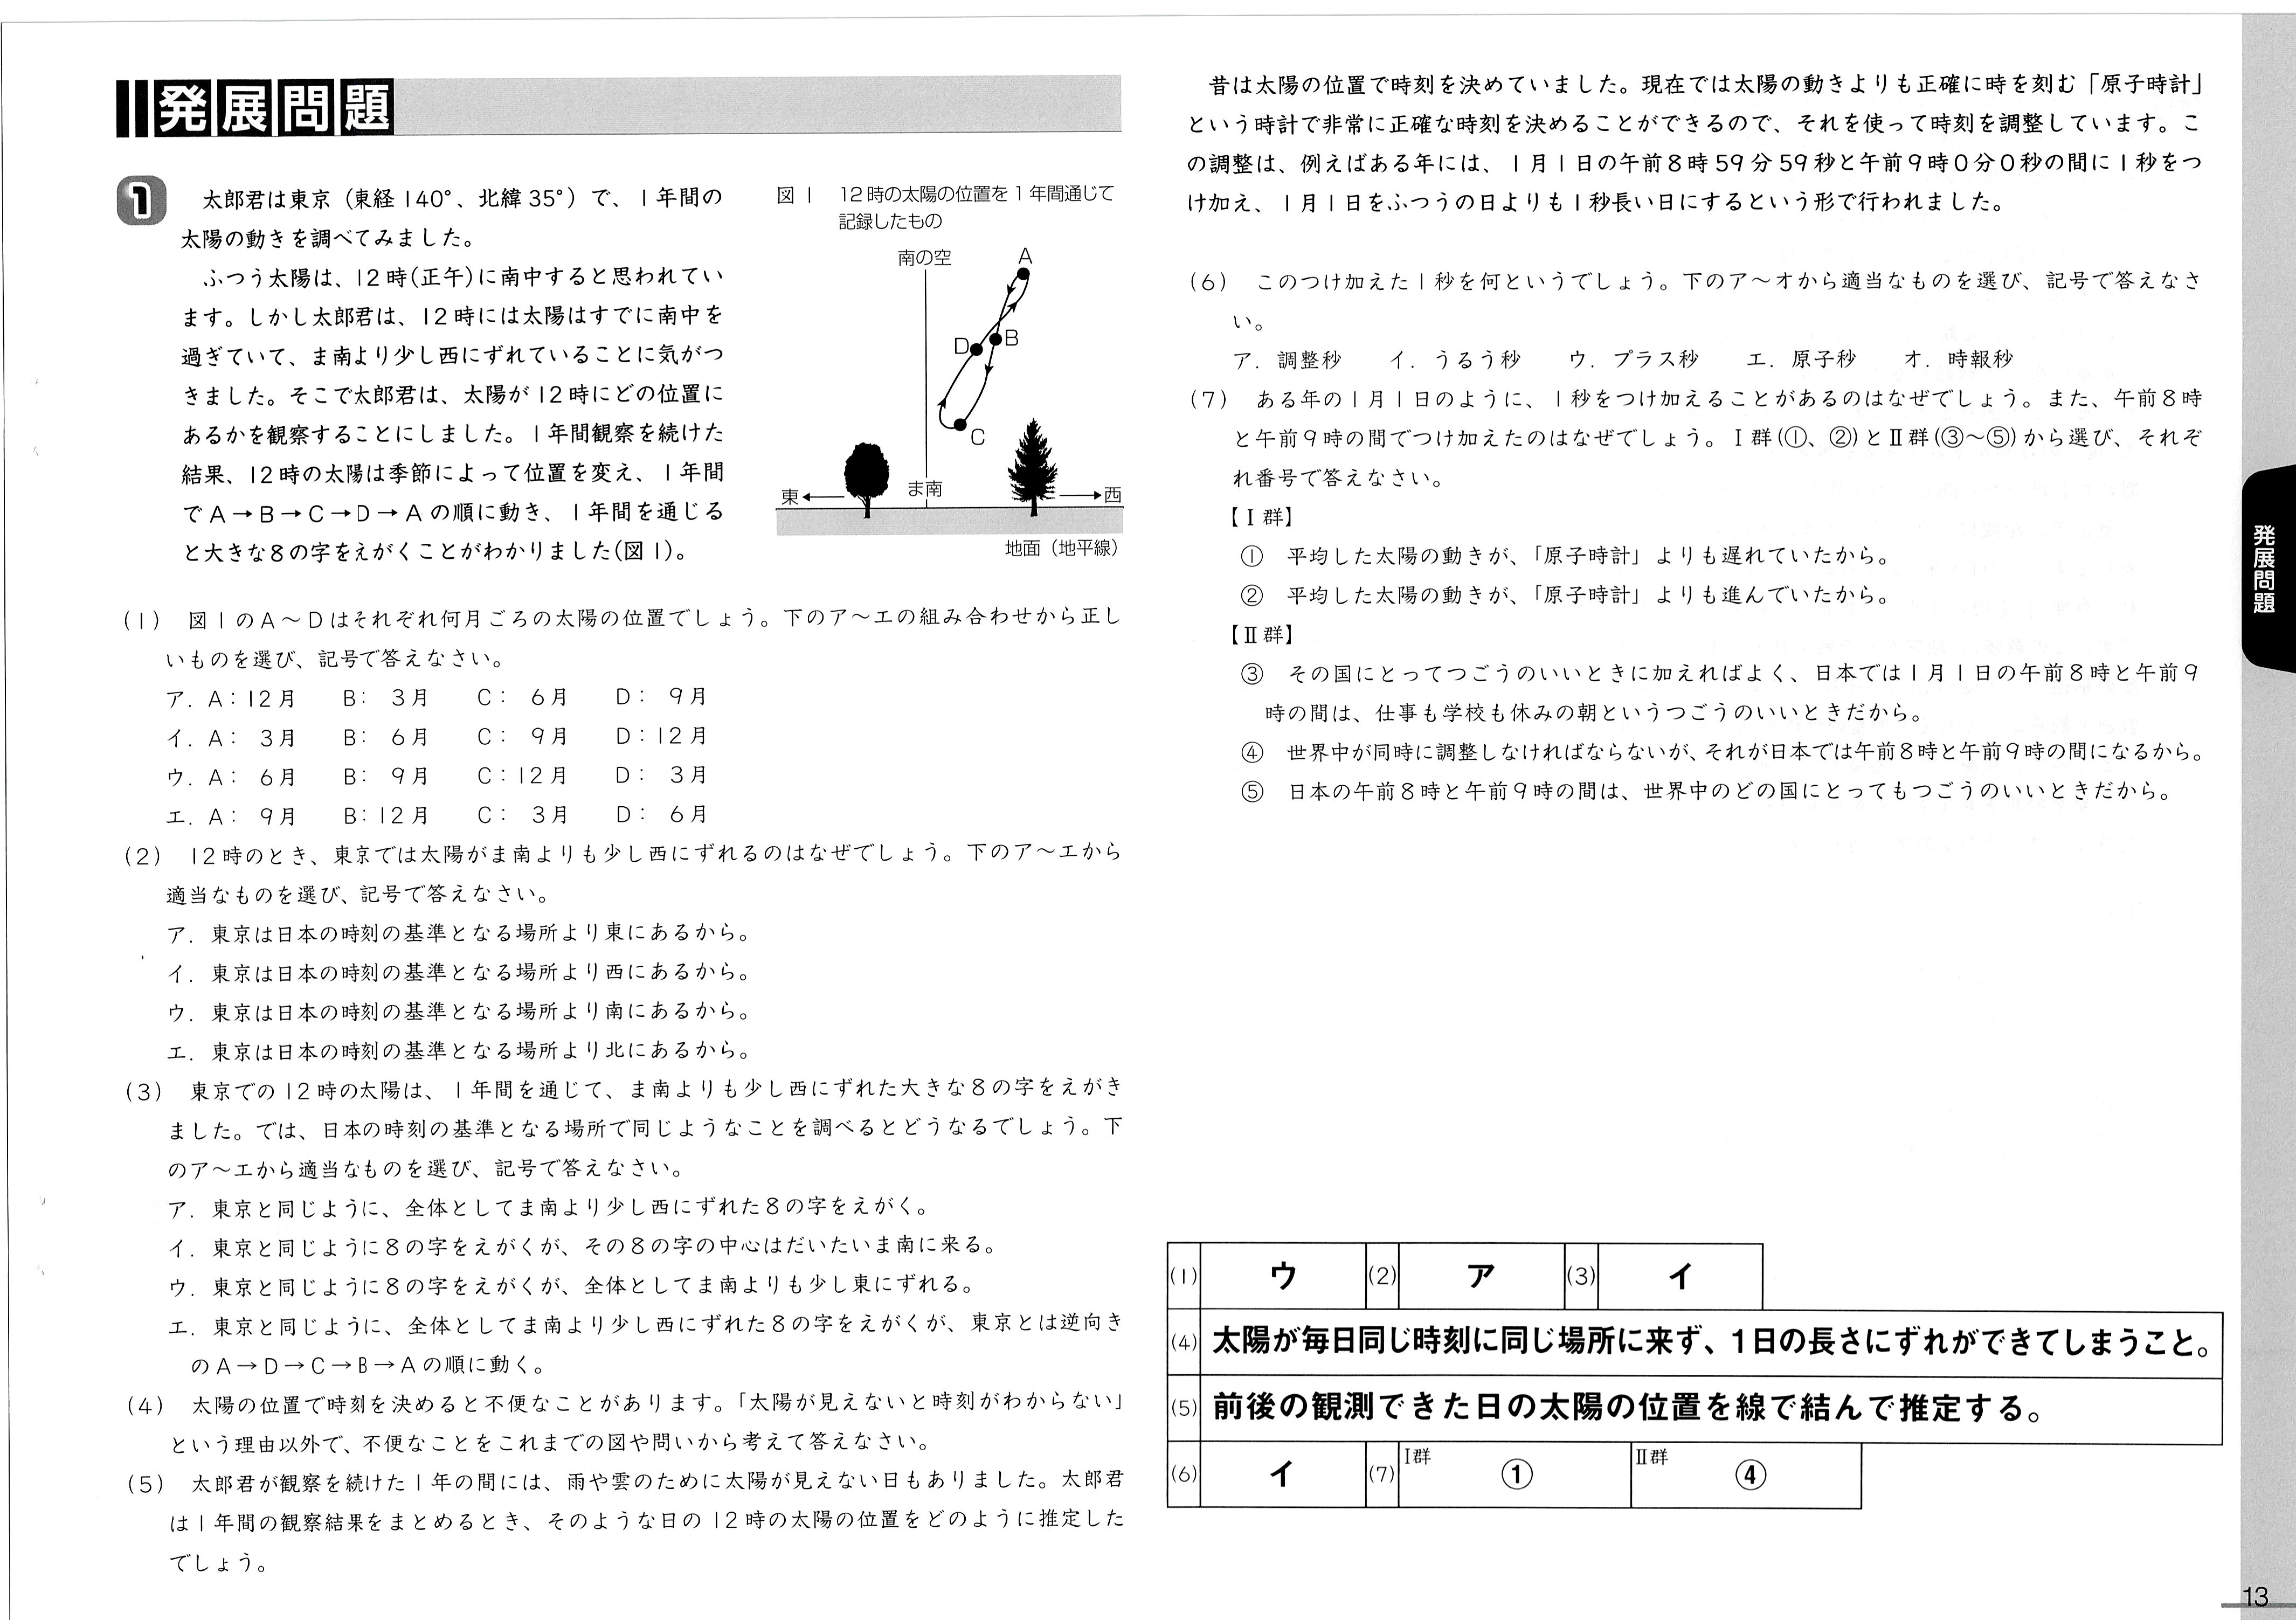 発展問題
1 太郎君は東京（東経140°、北緯35°）で、1年間の
太陽の動きを調べてみました。
ふつう太陽は、12時(正午)に南中すると思われてい
ます。しかし太郎君は、12時には太陽はすでに南中を
過ぎていて、ま南より少し西にずれていることに気がつ
きました。そこで太郎君は、太陽が12時にどの位置に
あるかを観察することにしました。1年間観察を続けた
結果、12時の太陽は季節によって位置を変え、1年間
でA→B→C→D→Aの順に動き、1年間を通じる
と大きな8の字をえがくことがわかりました(図1)。
図1 12時の太陽の位置を1年間通じて
記録したもの
南の空
A
B
D
C
東
ま南
西
地面（地平線）
(1) 図1のA～Dはそれぞれ何月ごろの太陽の位置でしょう。下のア～エの組み合わせから正し
いものを選び、記号で答えなさい。
ア. A：12月 B： 3月 C： 6月 D： 9月
イ. A： 3月 B： 6月 C： 9月 D：12月
ウ. A： 6月 B： 9月 C：12月 D： 3月
エ. A： 9月 B：12月 C： 3月 D： 6月
(2) 12時のとき、東京では太陽がま南よりも少し西にずれるのはなぜでしょう。下のア～エから
適当なものを選び、記号で答えなさい。
ア. 東京は日本の時刻の基準となる場所より東にあるから。
イ. 東京は日本の時刻の基準となる場所より西にあるから。
ウ. 東京は日本の時刻の基準となる場所より南にあるから。
エ. 東京は日本の時刻の基準となる場所より北にあるから。
(3) 東京での12時の太陽は、1年間を通じて、ま南よりも少し西にずれた大きな8の字をえがき
ました。では、日本の時刻の基準となる場所で同じようなことを調べるとどうなるでしょう。下
のア～エから適当なものを選び、記号で答えなさい。
ア. 東京と同じように、全体としてま南より少し西にずれた8の字をえがく。
イ. 東京と同じように8の字をえがくが、その8の字の中心はだいたいま南に来る。
ウ. 東京と同じように8の字をえがくが、全体としてま南よりも少し東にずれる。
エ. 東京と同じように、全体としてま南より少し西にずれた8の字をえがくが、東京とは逆向き
のA→D→C→B→Aの順に動く。
(4) 太陽の位置で時刻を決めると不便なことがあります。「太陽が見えないと時刻がわからない」
という理由以外で、不便なことをこれまでの図や問いから考えて答えなさい。
(5) 太郎君が観察を続けた1年の間には、雨や雲のために太陽が見えない日もありました。太郎君
は1年間の観察結果をまとめるとき、そのような日の12時の太陽の位置をどのように推定した
でしょう。
昔は太陽の位置で時刻を決めていました。現在では太陽の動きよりも正確に時を刻む「原子時計」
という時計で非常に正確な時刻を決めることができるので、それを使って時刻を調整しています。こ
の調整は、例えばある年には、1月1日の午前8時59分59秒と午前9時0分0秒の間に1秒をつ
け加え、1月1日をふつうの日よりも1秒長い日にするという形で行われました。
(6) このつけ加えた1秒を何というでしょう。下のア～オから適当なものを選び、記号で答えなさ
い。
ア. 調整秒 イ. うるう秒 ウ. プラス秒 エ. 原子秒 オ. 時報秒
(7) ある年の1月1日のように、1秒をつけ加えることがあるのはなぜでしょう。また、午前8時
と午前9時の間でつけ加えたのはなぜでしょう。Ⅰ群(①、②)とⅡ群(③～⑤)から選び、それぞ
れ番号で答えなさい。
【Ⅰ群】
① 平均した太陽の動きが、「原子時計」よりも遅れていたから。
② 平均した太陽の動きが、「原子時計」よりも進んでいたから。
【Ⅱ群】
③ その国にとってつごうのいいときに加えればよく、日本では1月1日の午前8時と午前9
時の間は、仕事も学校も休みの朝というつごうのいいときだから。
④ 世界中が同時に調整しなければならないが、それが日本では午前8時と午前9時の間になるから。
⑤ 日本の午前8時と午前9時の間は、世界中のどの国にとってもつごうのいいときだから。
発展問題
(1) ウ (2) ア (3) イ
(4) 太陽が毎日同じ時刻に同じ場所に来ず、1日の長さにずれができてしまうこと。
(5) 前後の観測できた日の太陽の位置を線で結んで推定する。
(6) イ (7) Ⅰ群 ① Ⅱ群 ④
13